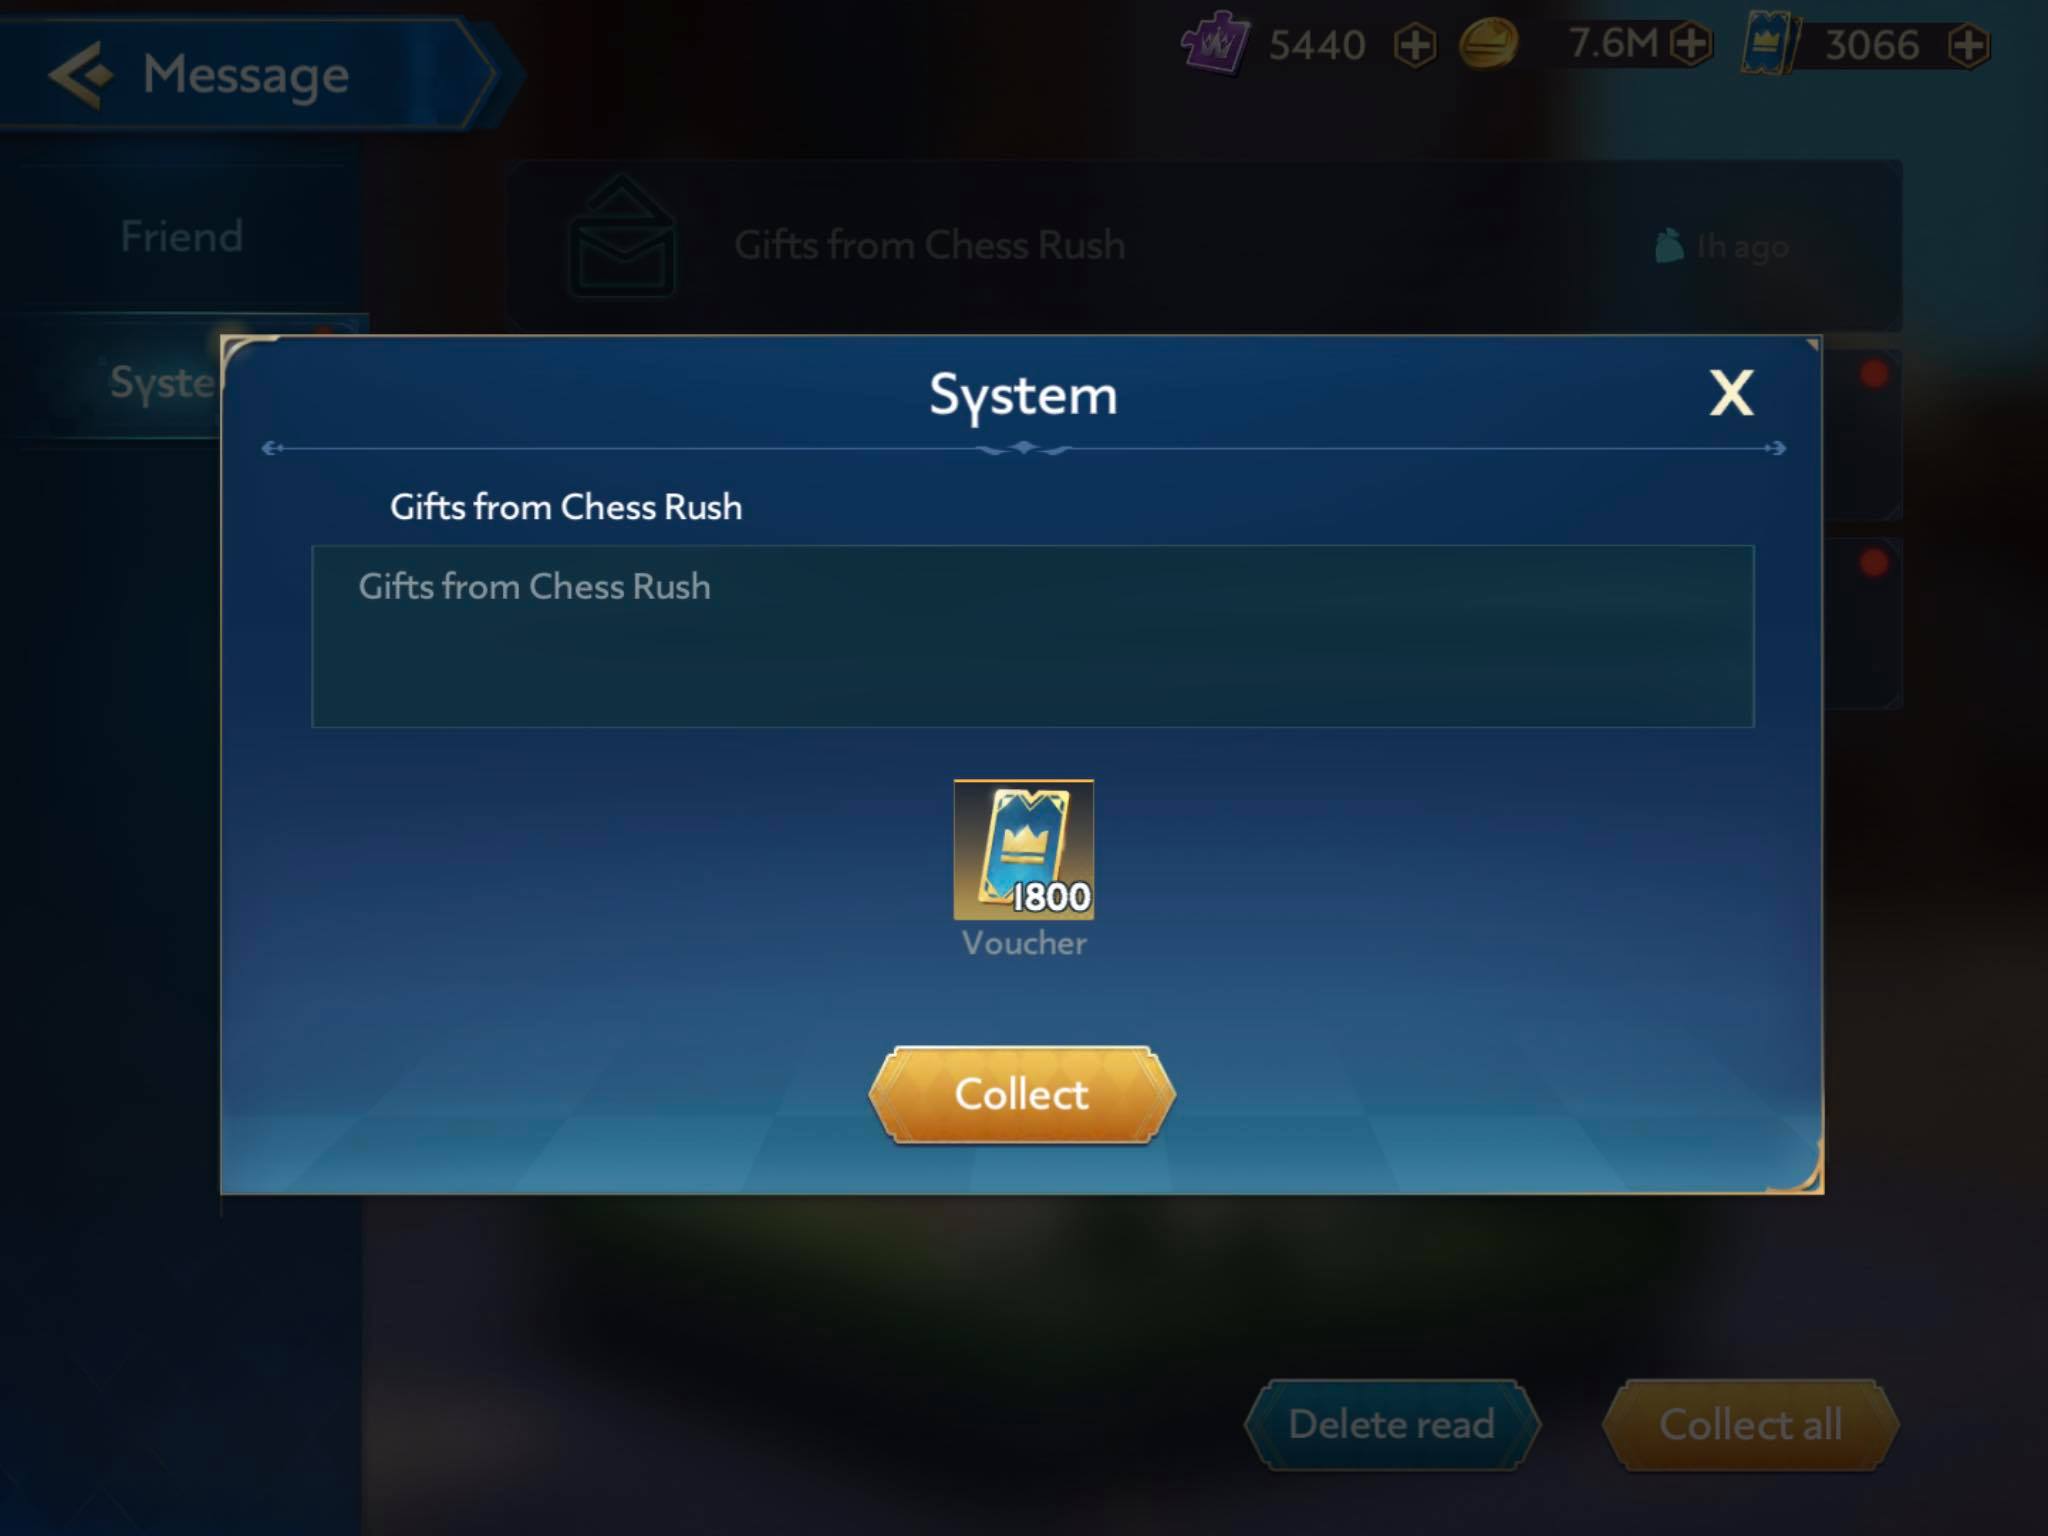 Message
5440
7.6M
3066
Friend
Gifts from Chess Rush
1h ago
Syste
System
X
Gifts from Chess Rush
Gifts from Chess Rush
1800
Voucher
Collect
Delete read
Collect all